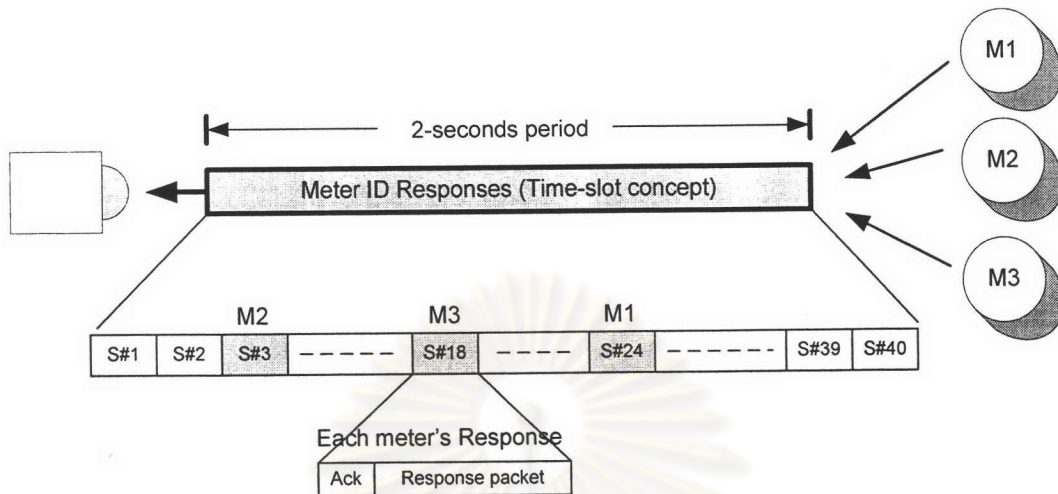 M1
2-seconds period
Meter ID Responses (Time-slot concept)
M2
M3
M2 M3 M1
S#1 S#2 S#3 S#18 S#24 S#39 S#40
Each meter's Response
Ack Response packet